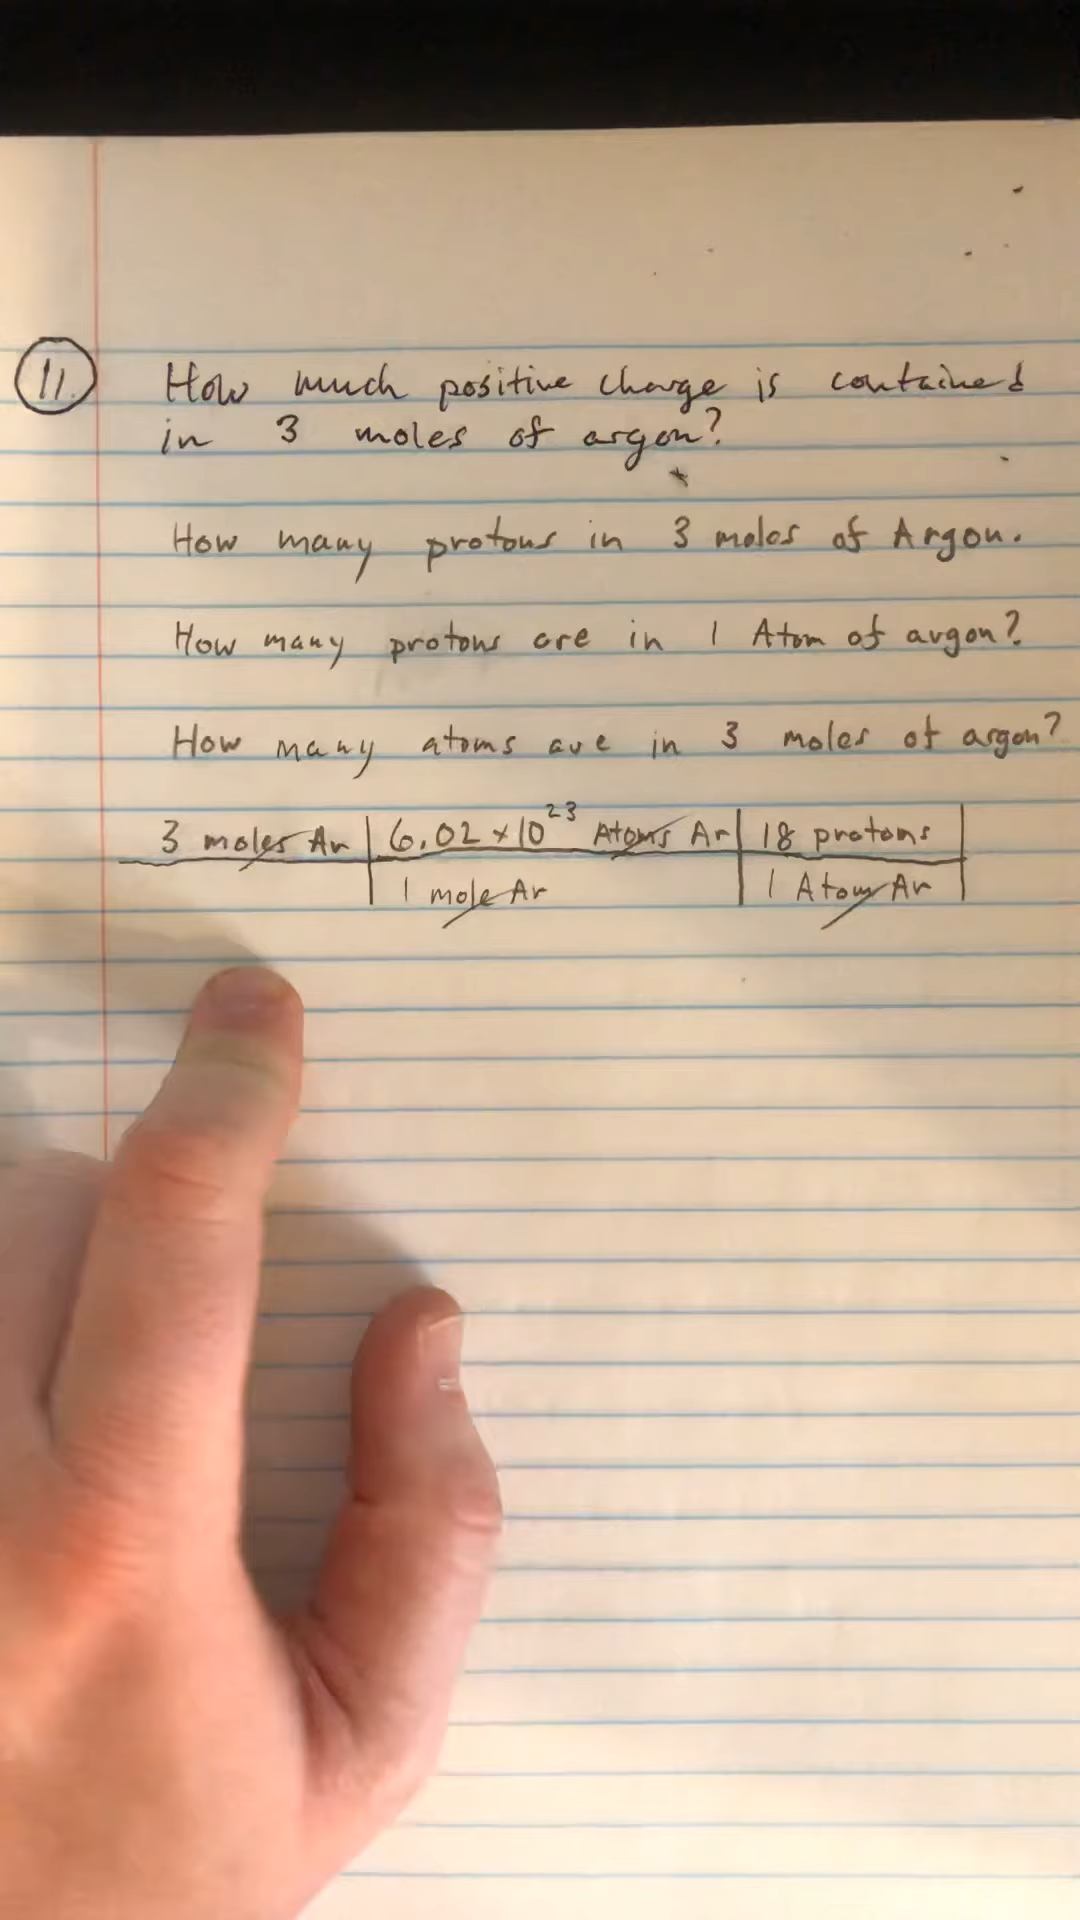 11.
How much positive charge is contained
in 3 moles of argon?
How many protons in 3 moles of Argon.
How many protons are in 1 Atom of argon?
How many atoms are in 3 moles of argon?
3 moles Ar | 6.02 x 10^23 Atoms Ar | 18 protons
1 mole Ar | 1 Atom Ar